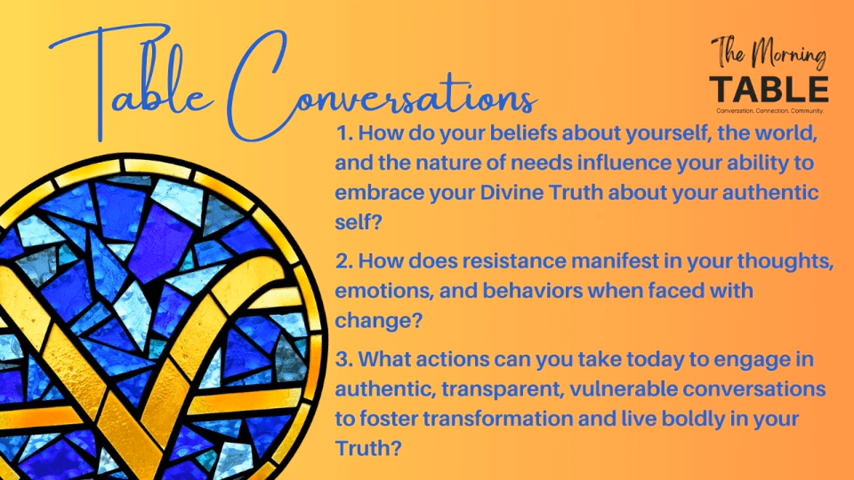 Table Conversations
The Morning
TABLE
Conversation. Connection. Community.
1. How do your beliefs about yourself, the world,
and the nature of needs influence your ability to
embrace your Divine Truth about your authentic
self?
2. How does resistance manifest in your thoughts,
emotions, and behaviors when faced with
change?
3. What actions can you take today to engage in
authentic, transparent, vulnerable conversations
to foster transformation and live boldly in your
Truth?